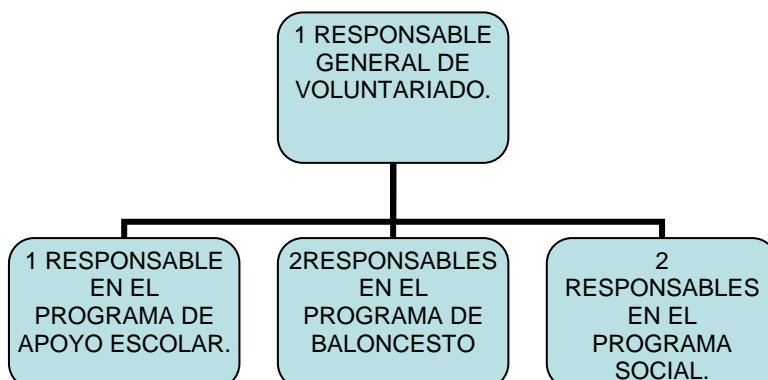 1 RESPONSABLE
GENERAL DE
VOLUNTARIADO.
1 RESPONSABLE
EN EL
PROGRAMA DE
APOYO ESCOLAR.
2RESPONSABLES
EN EL
PROGRAMA DE
BALONCESTO
2
RESPONSABLES
EN EL
PROGRAMA
SOCIAL.